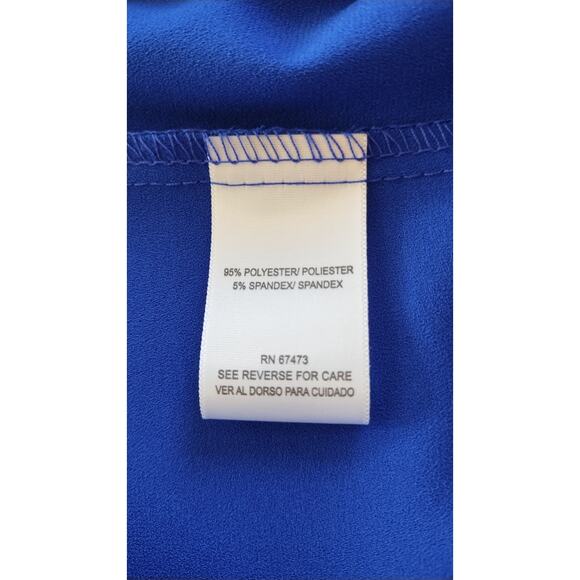 95% POLYESTER/ POLIESTER
5% SPANDEX/ SPANDEX
RN 67473
SEE REVERSE FOR CARE
VER AL DORSO PARA CUIDADO